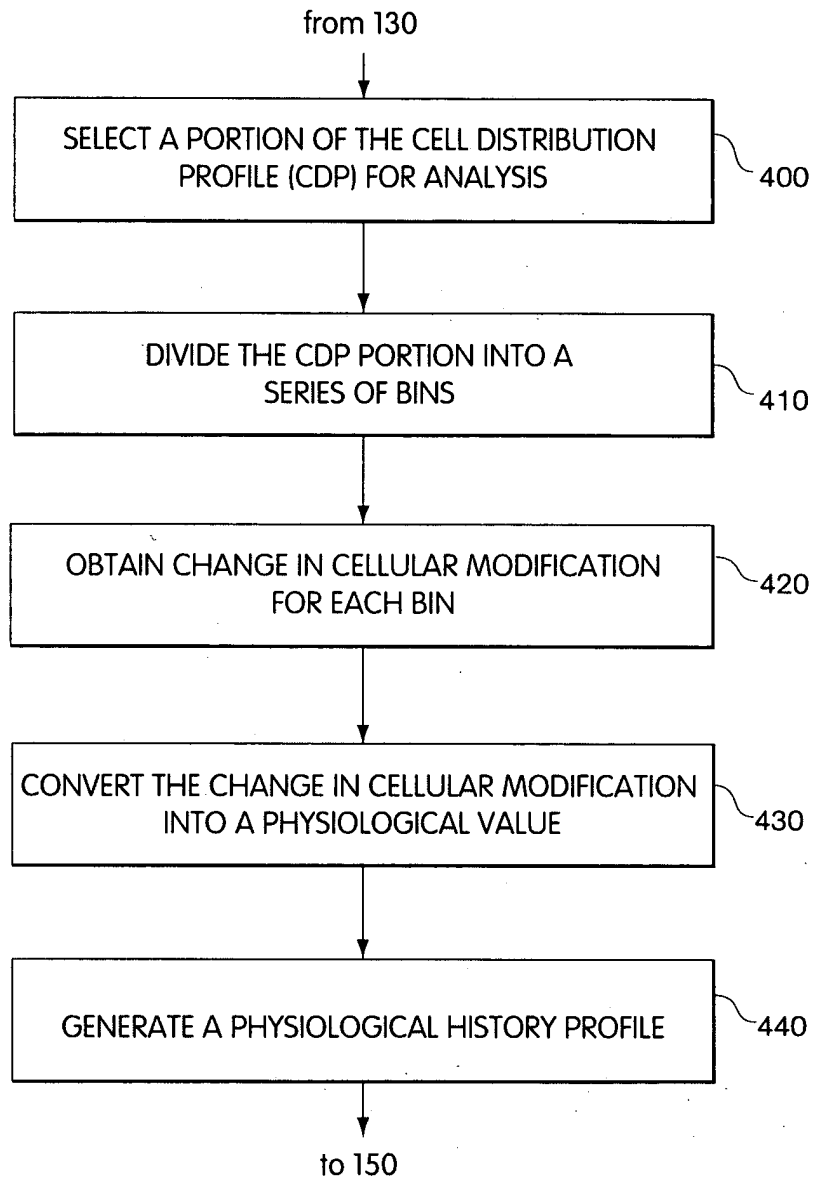 from 130
SELECT A PORTION OF THE CELL DISTRIBUTION
PROFILE (CDP) FOR ANALYSIS
400
DIVIDE THE CDP PORTION INTO A
SERIES OF BINS
410
OBTAIN CHANGE IN CELLULAR MODIFICATION
FOR EACH BIN
420
CONVERT THE CHANGE IN CELLULAR MODIFICATION
INTO A PHYSIOLOGICAL VALUE
430
GENERATE A PHYSIOLOGICAL HISTORY PROFILE
440
to 150